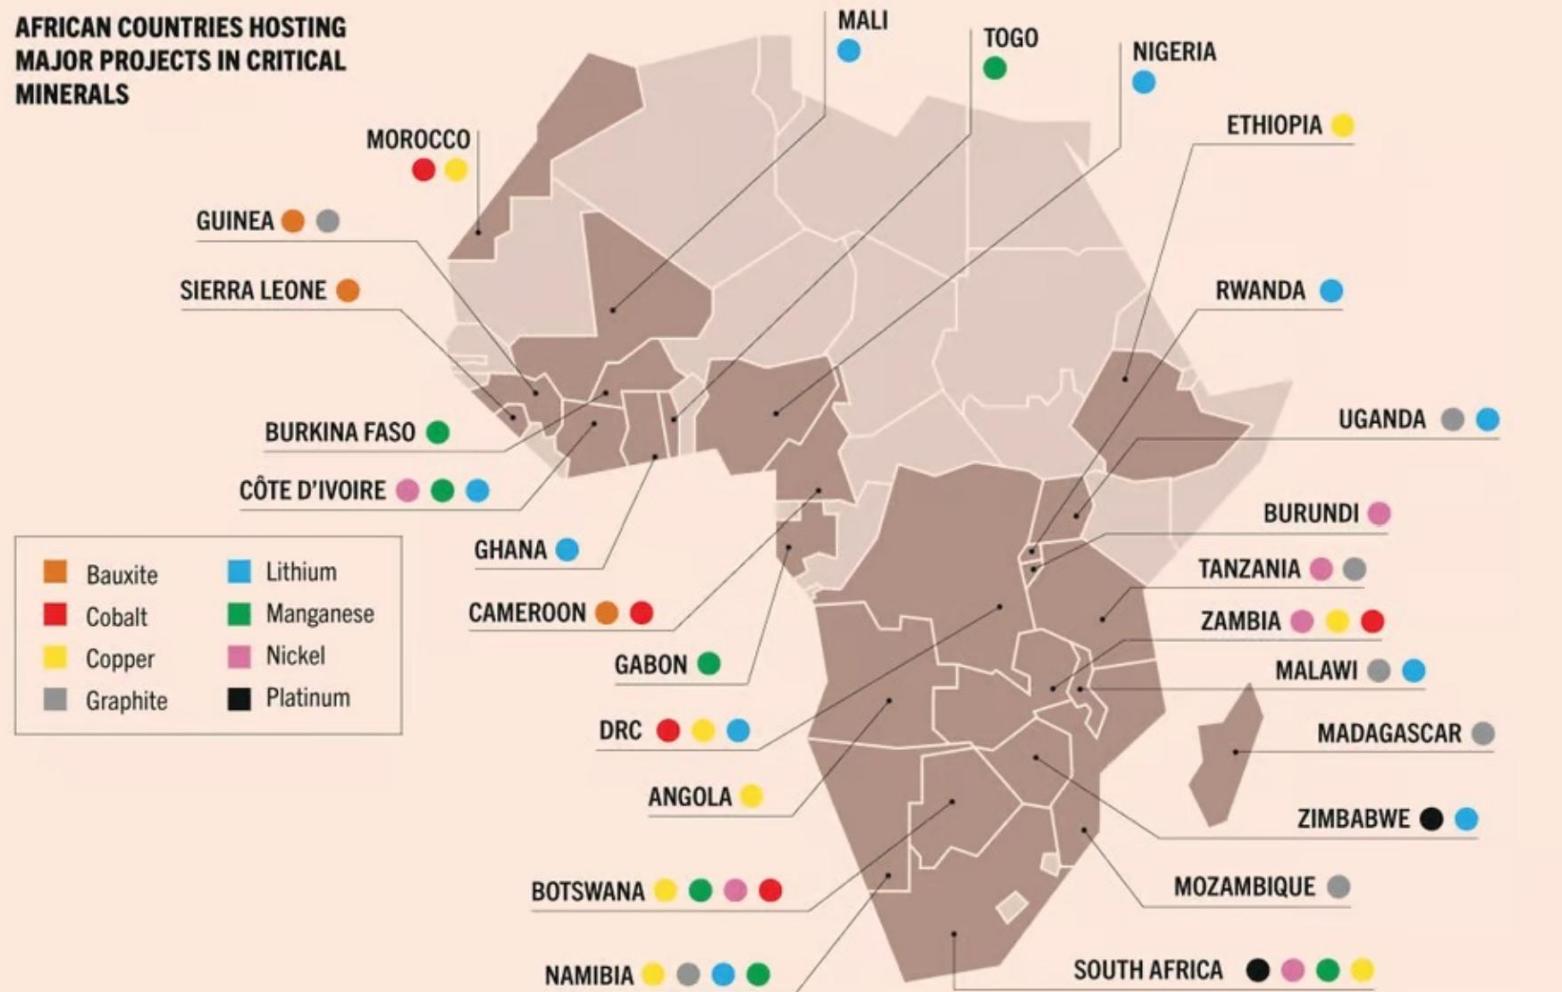 AFRICAN COUNTRIES HOSTING
MAJOR PROJECTS IN CRITICAL
MINERALS
MALI
TOGO
NIGERIA
ETHIOPIA
MOROCCO
GUINEA
SIERRA LEONE
RWANDA
BURKINA FASO
UGANDA
CÔTE D'IVOIRE
BURUNDI
GHANA
TANZANIA
CAMEROON
ZAMBIA
GABON
MALAWI
DRC
MADAGASCAR
ANGOLA
ZIMBABWE
BOTSWANA
MOZAMBIQUE
NAMIBIA
SOUTH AFRICA
Bauxite
Cobalt
Copper
Graphite
Lithium
Manganese
Nickel
Platinum